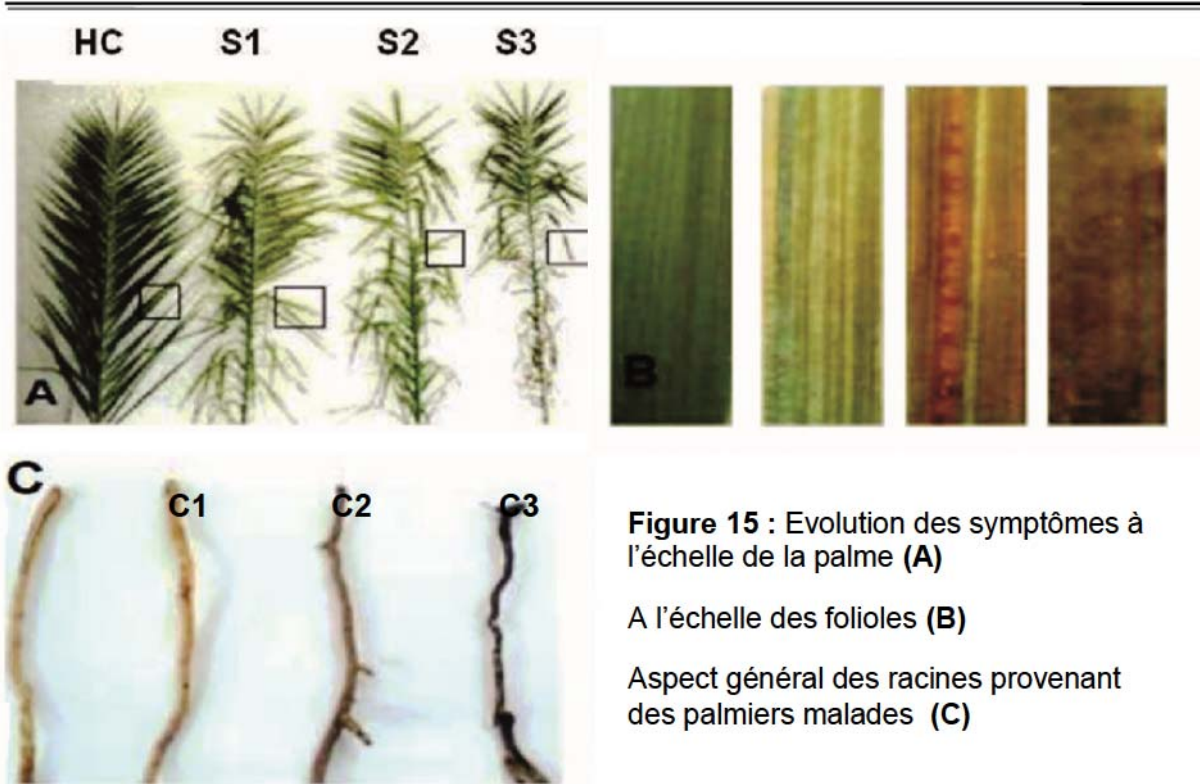 HC S1 S2 S3
A
B
C C1 C2 C3
Figure 15 : Evolution des symptômes à
l'échelle de la palme (A)
A l'échelle des folioles (B)
Aspect général des racines provenant
des palmiers malades (C)